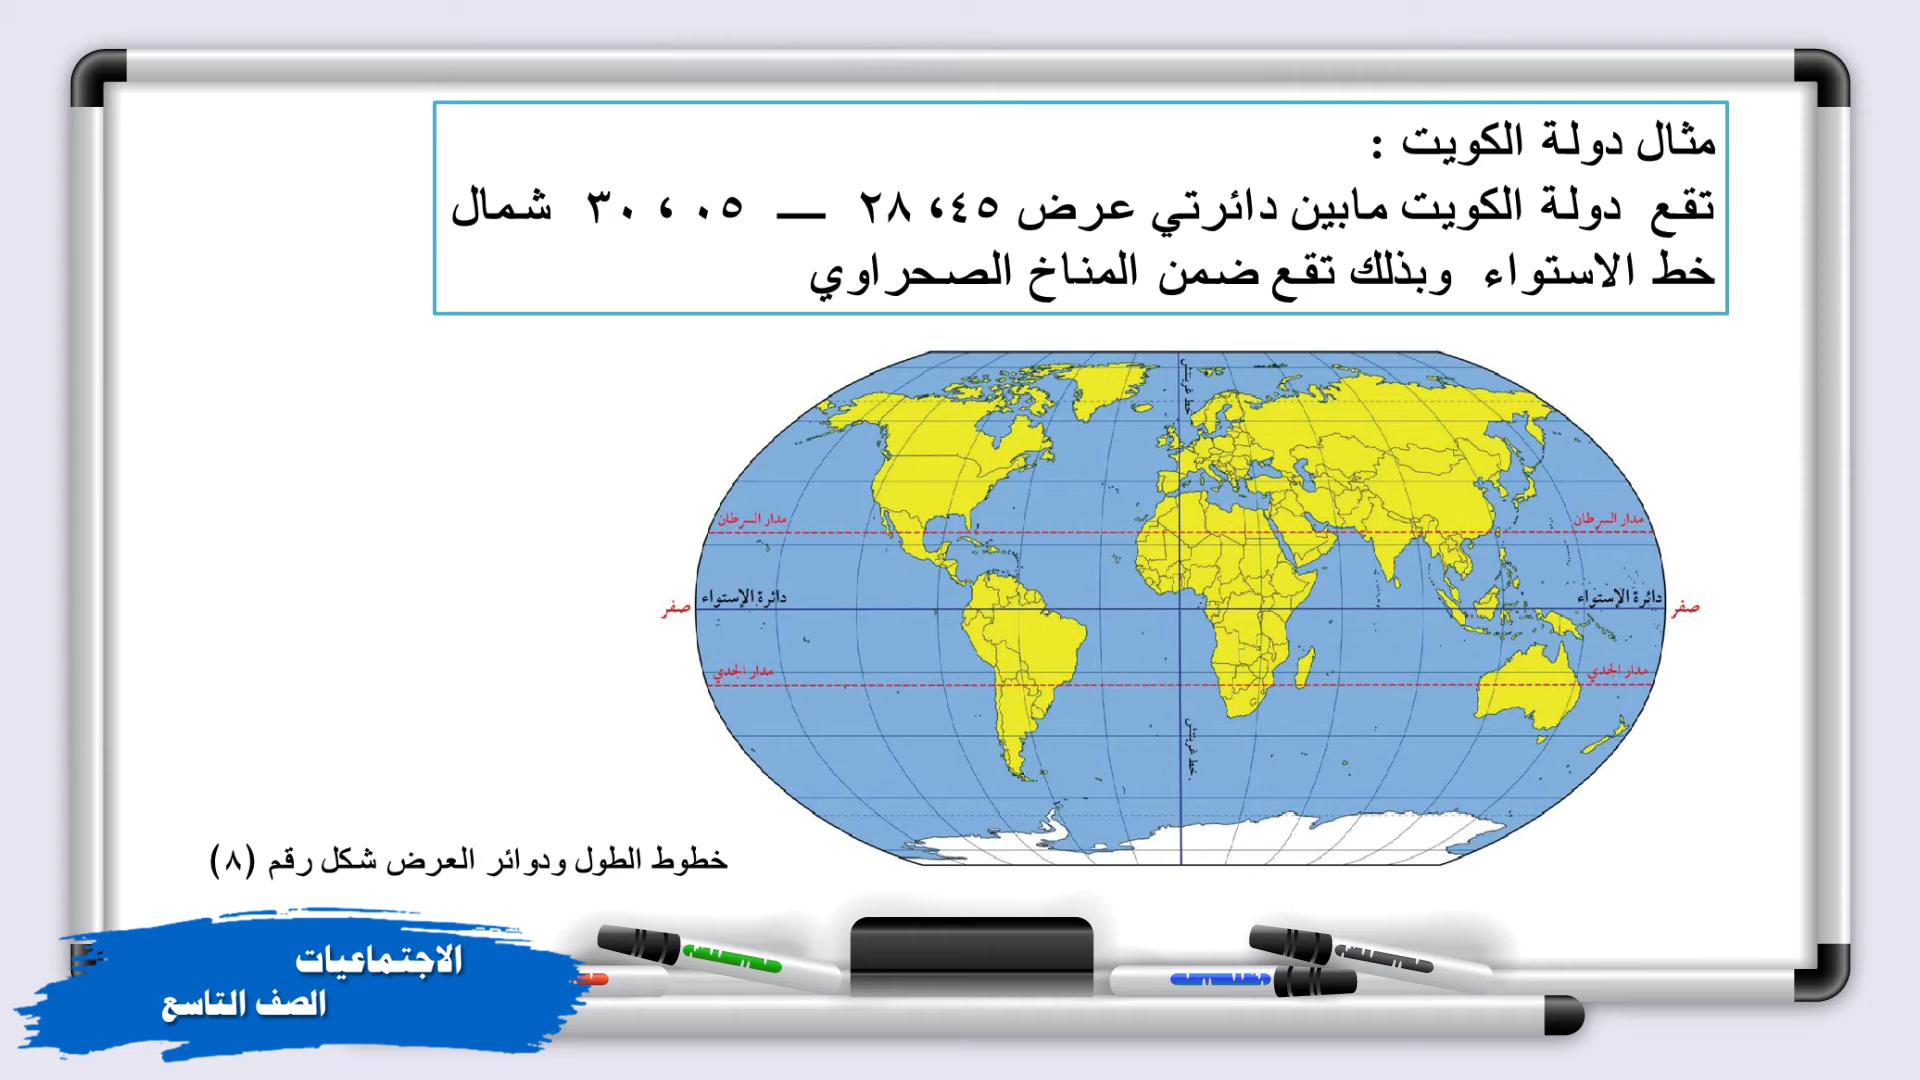 مثال دولة الكويت :
تقع دولة الكويت مابين دائرتي عرض ٤٥، ٢٨ — ٠٥ ، ٣٠ شمال
خط الاستواء وبذلك تقع ضمن المناخ الصحراوي
خط غرينتش
مدار السرطان
مدار السرطان
دائرة الإستواء
دائرة الإستواء
صفر
صفر
مدار الجدي
مدار الجدي
خط غرينتش
خطوط الطول ودوائر العرض شكل رقم (٨)
الاجتماعيات
الصف التاسع